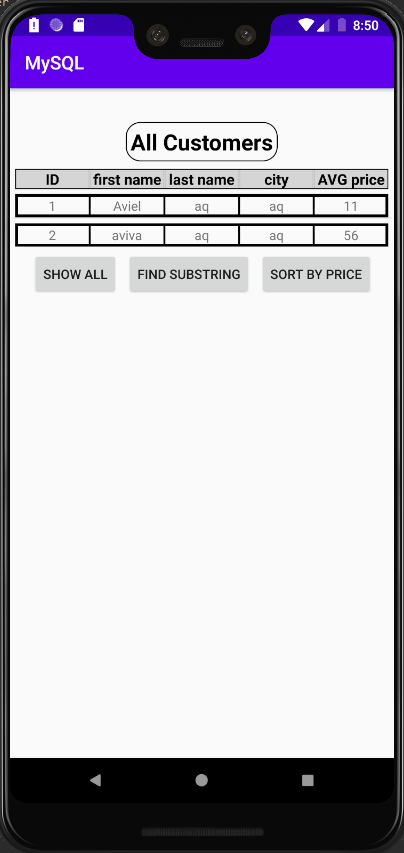 8:50
MySQL
All Customers
ID first name last name city AVG price
1 Aviel aq aq 11
2 aviva aq aq 56
SHOW ALL FIND SUBSTRING SORT BY PRICE